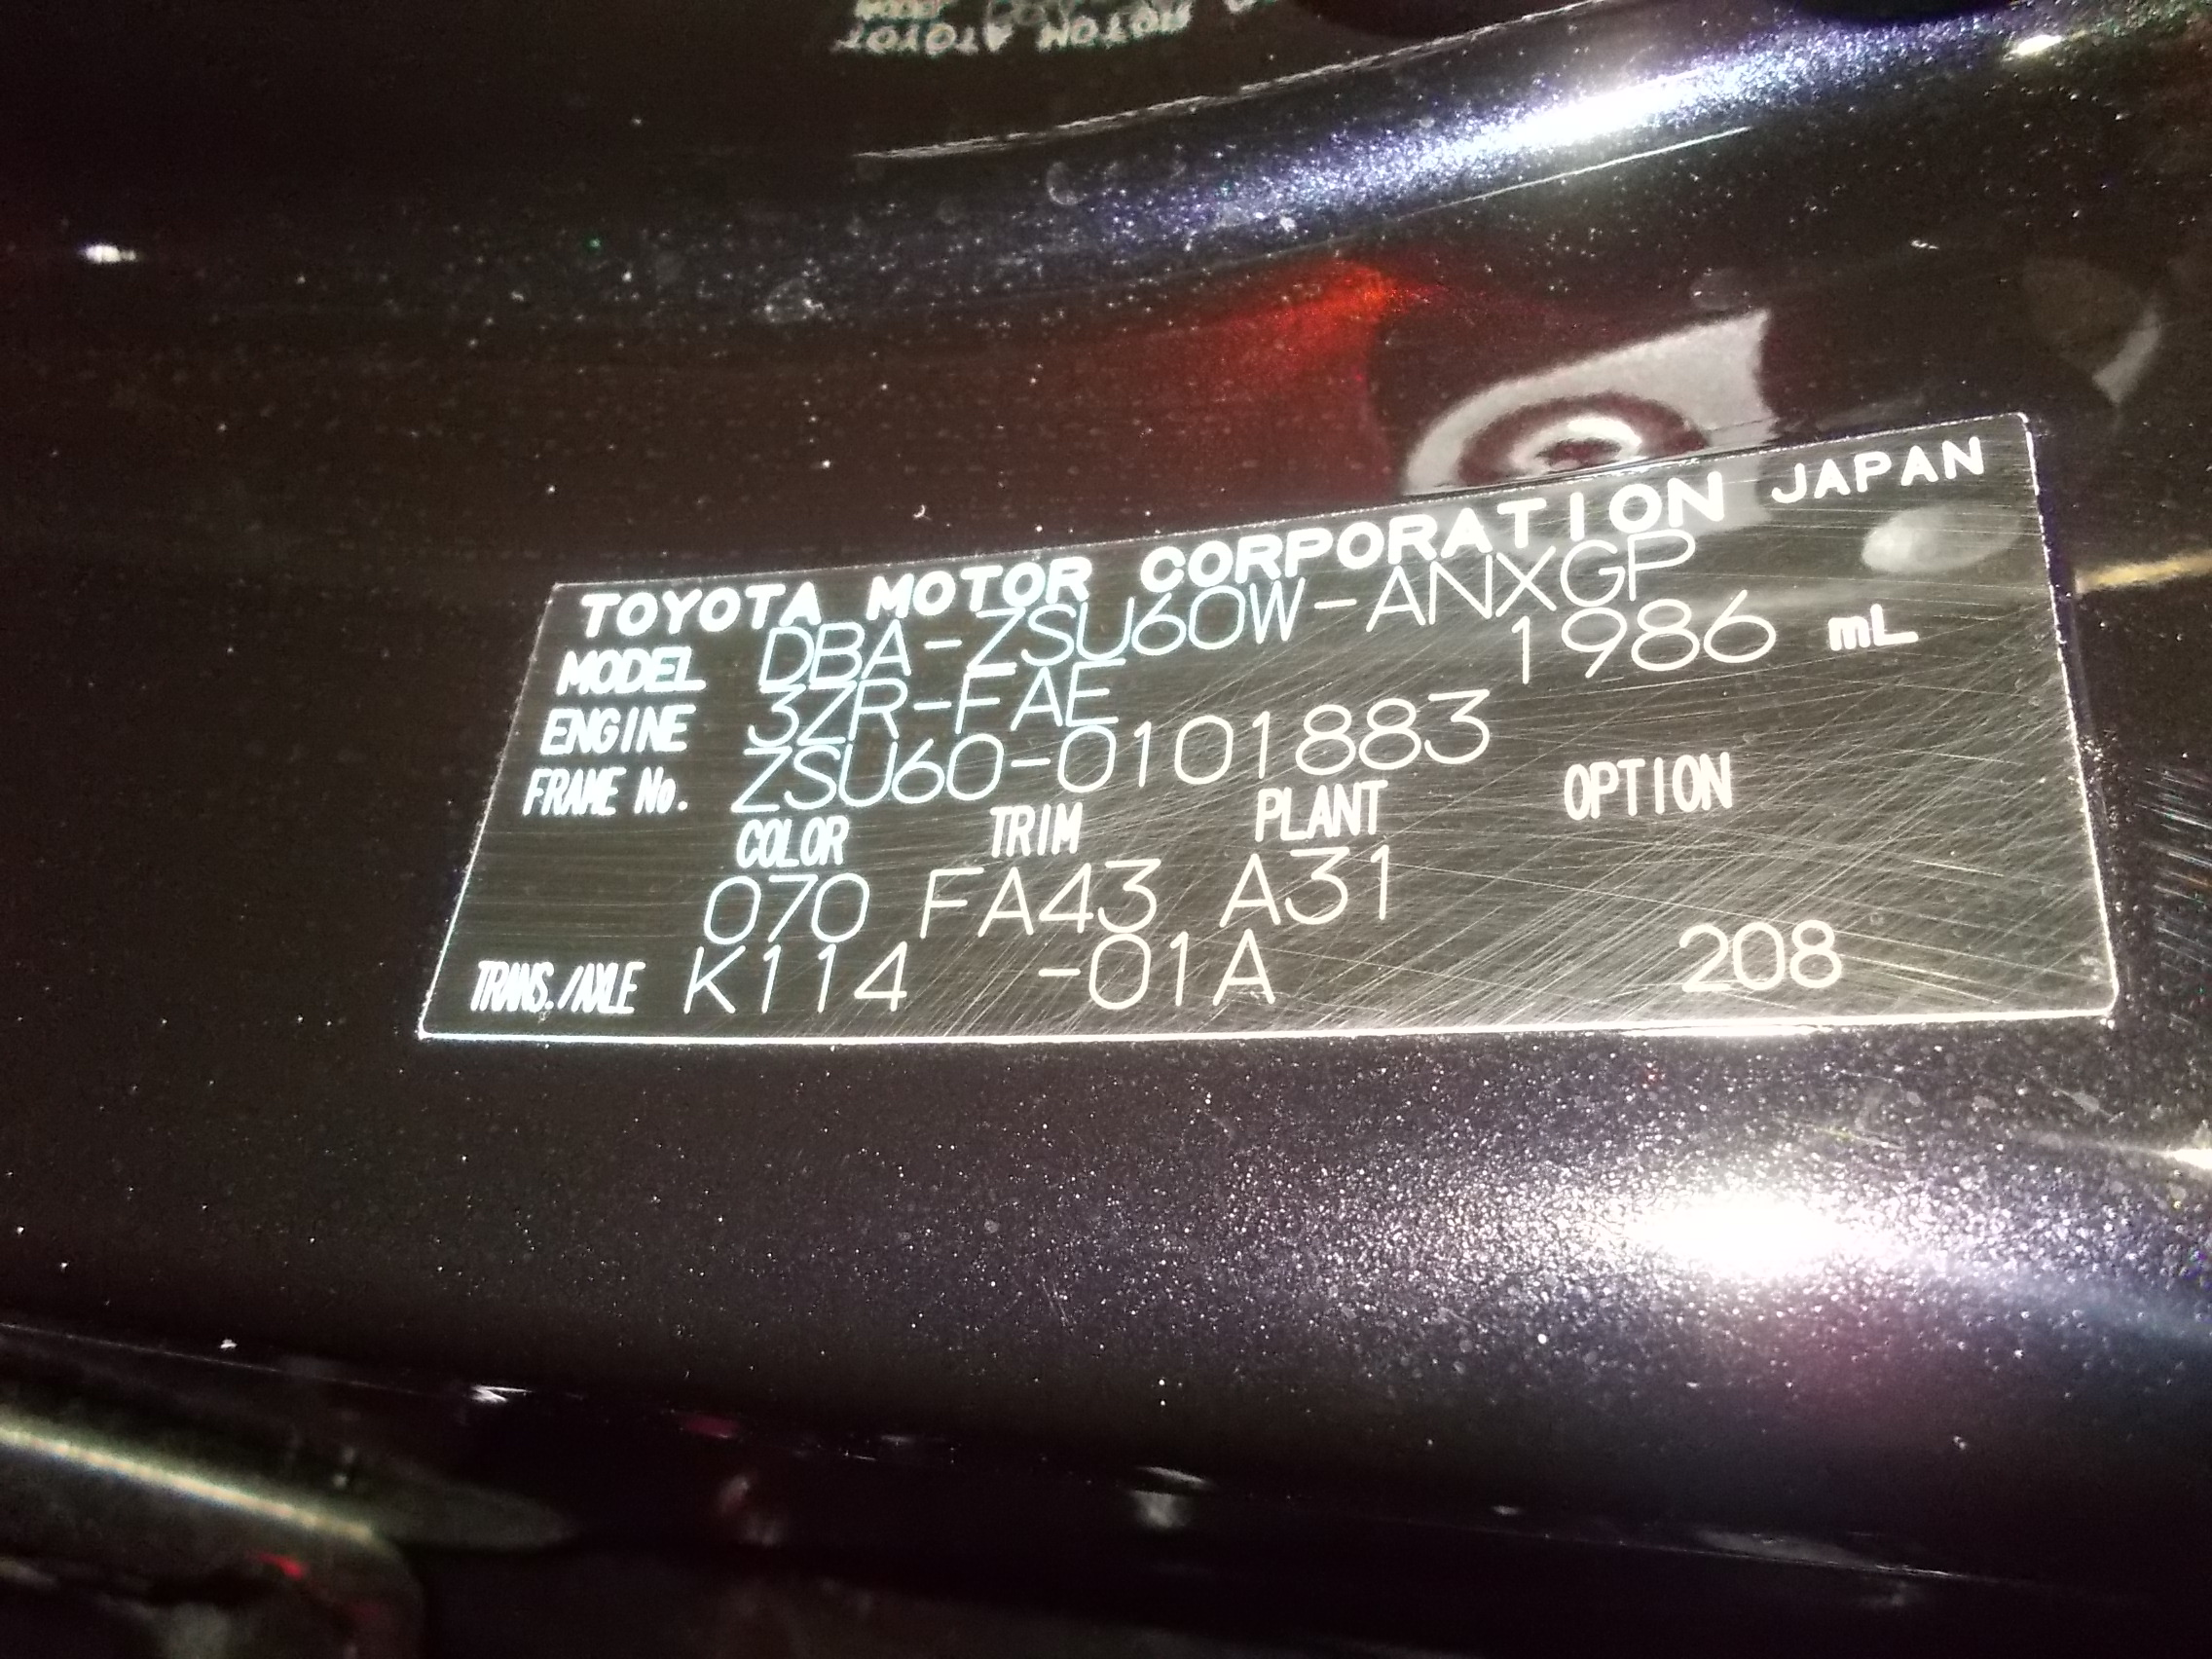 TOYOTA MOTOR CORPORATION JAPAN
MODEL DBA-ZSU60W-ANXGP
ENGINE 3ZR-FAE 1986 mL
FRAME No. ZSU60-0101883
COLOR TRIM PLANT OPTION
070 FA43 A31
TRANS./AXLE K114 -01A 208